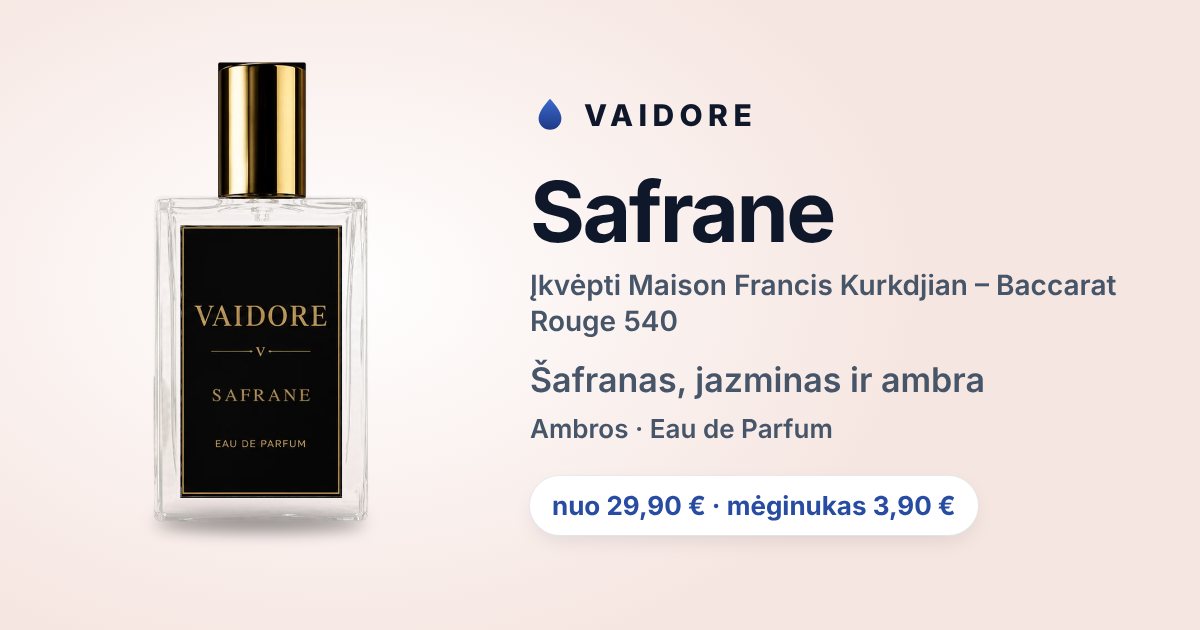 VAIDORE
V
SAFRANE
EAU DE PARFUM
VAIDORE
Safrane
Įkvėpti Maison Francis Kurkdjian – Baccarat
Rouge 540
Šafranas, jazminas ir ambra
Ambros · Eau de Parfum
nuo 29,90 € · mėginukas 3,90 €